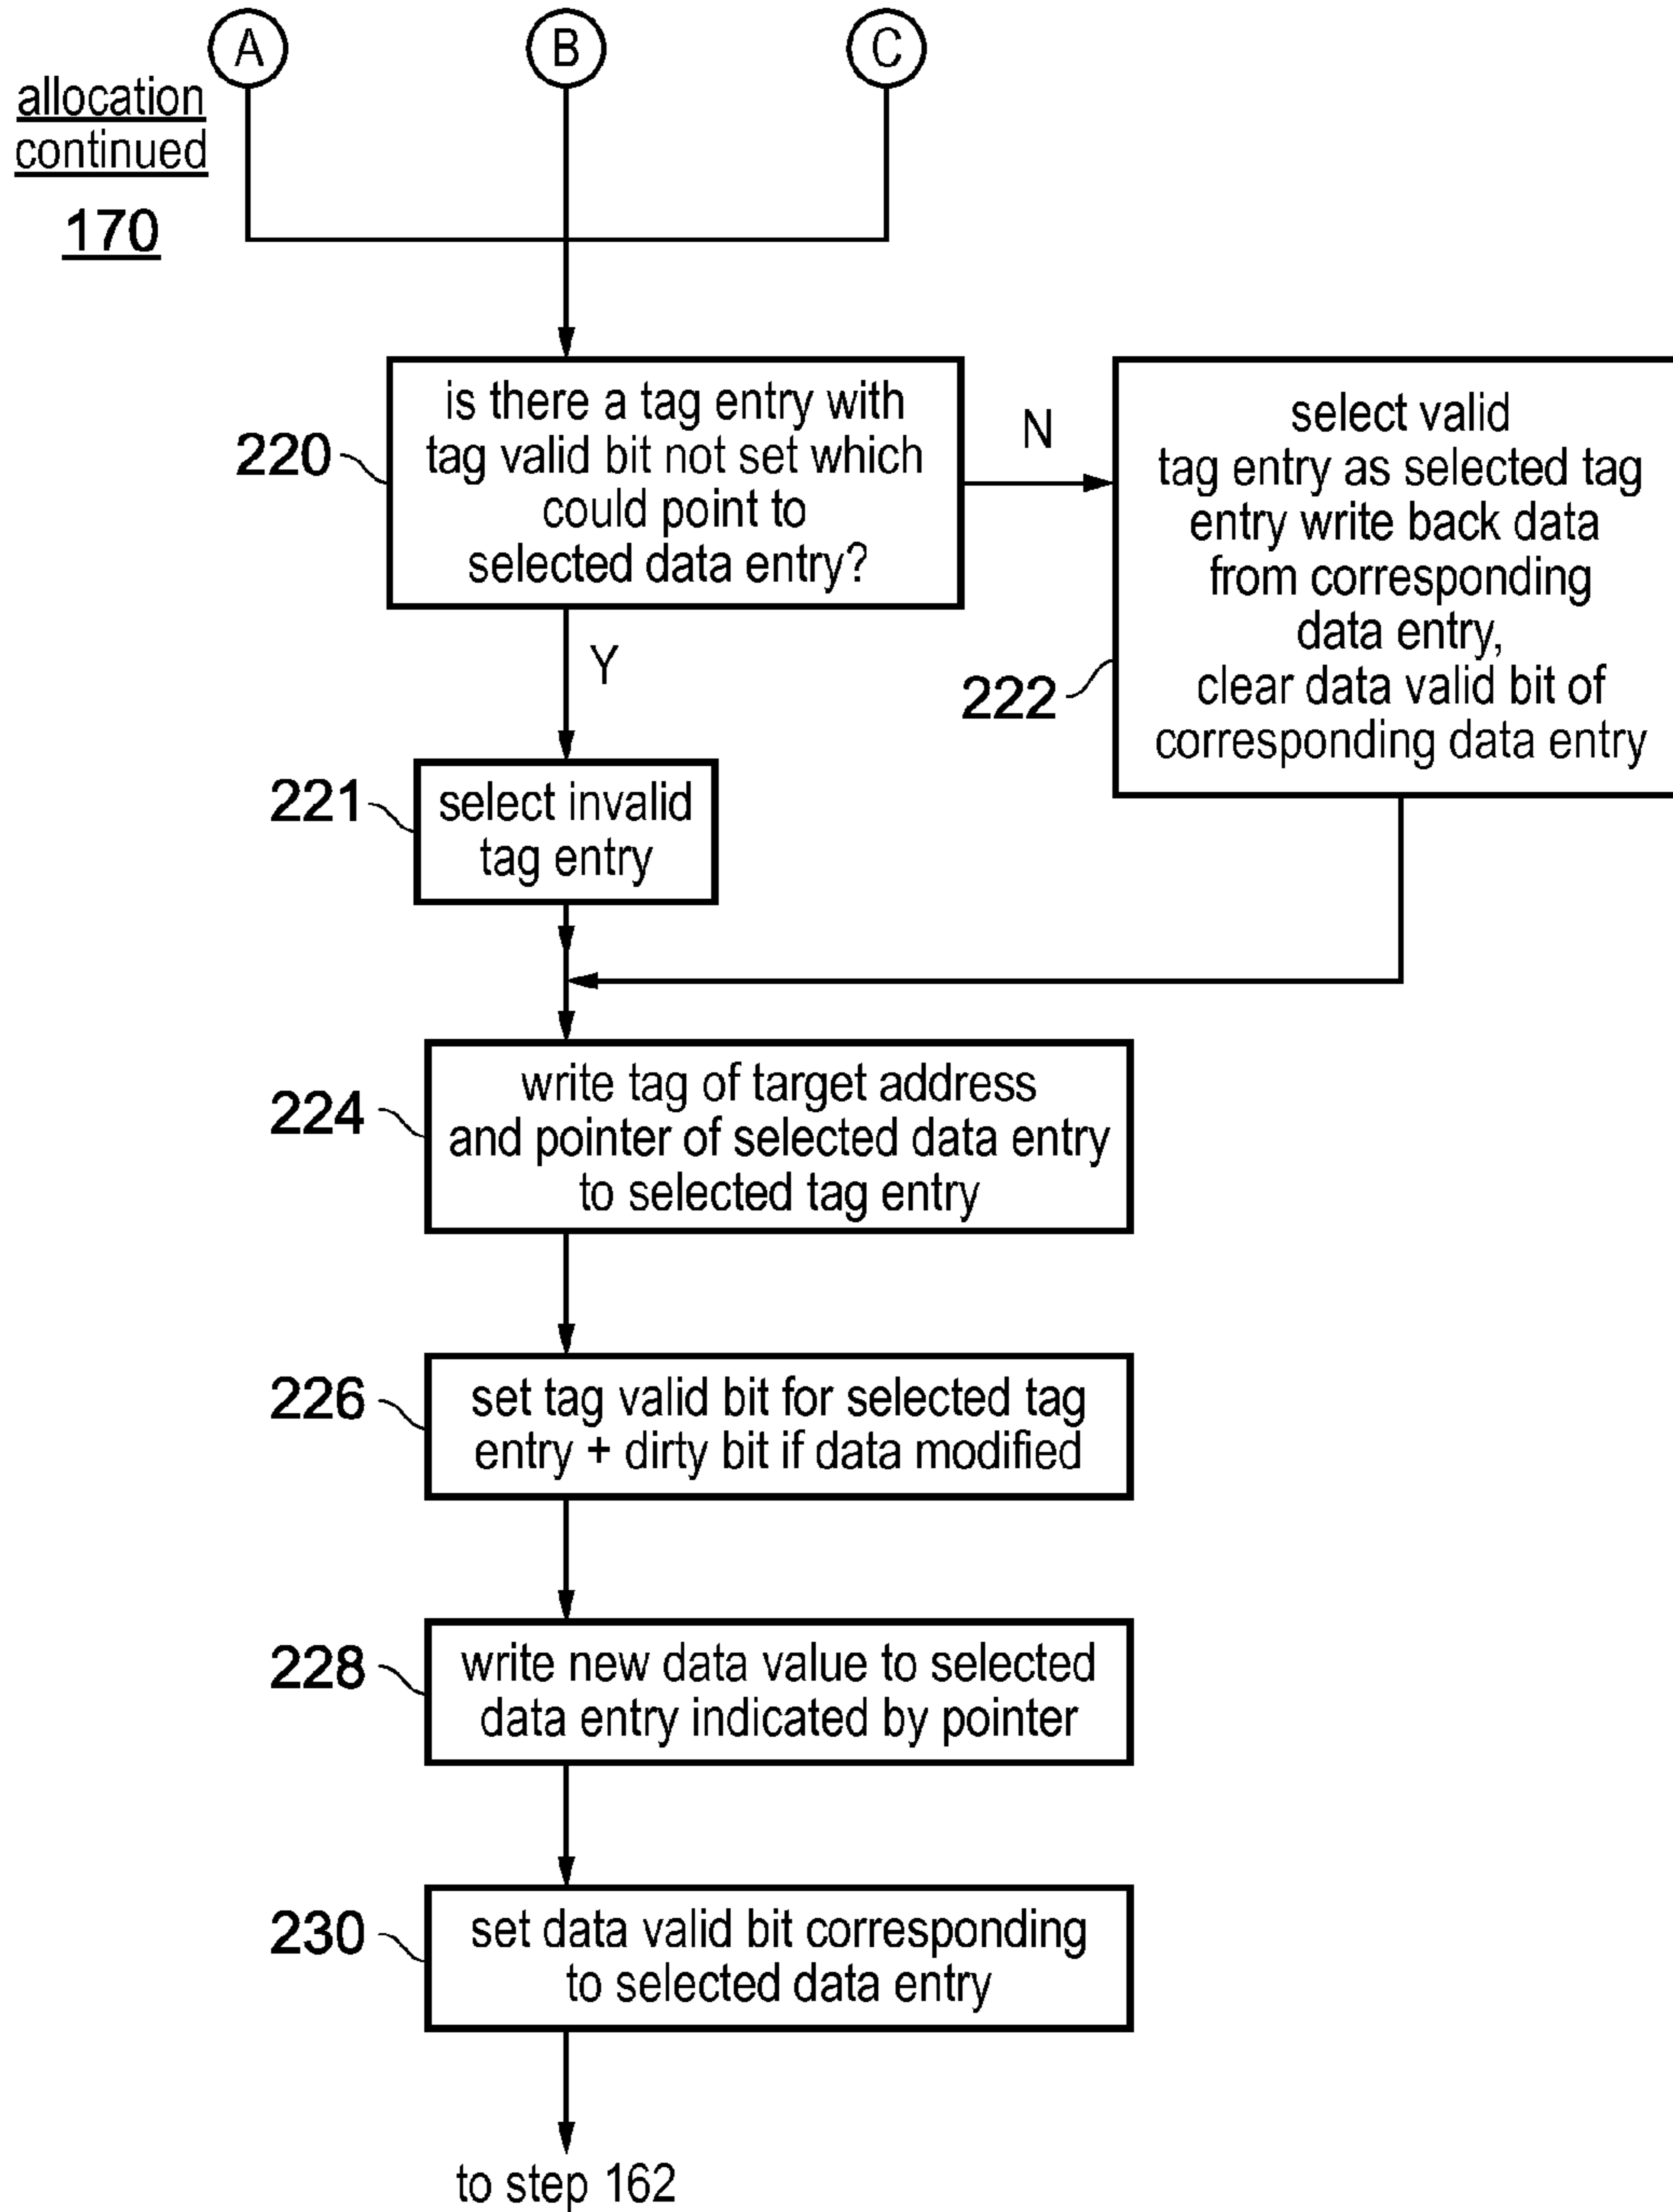 A
B
C
allocation
continued
170
220
is there a tag entry with
tag valid bit not set which
could point to
selected data entry?
N
Y
222
select valid
tag entry as selected tag
entry write back data
from corresponding
data entry,
clear data valid bit of
corresponding data entry
221
select invalid
tag entry
224
write tag of target address
and pointer of selected data entry
to selected tag entry
226
set tag valid bit for selected tag
entry + dirty bit if data modified
228
write new data value to selected
data entry indicated by pointer
230
set data valid bit corresponding
to selected data entry
to step 162